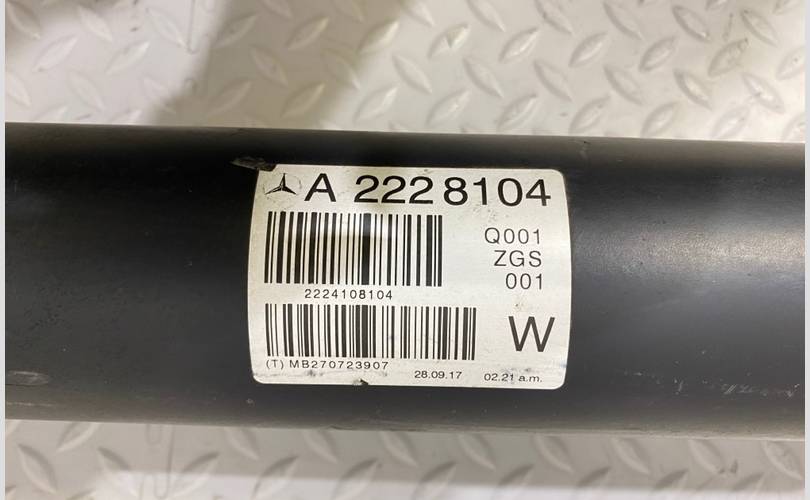 A 222 8104
Q001
ZGS
001
2224108104
W
(T) MB270723907
28.09.17 02.21 a.m.